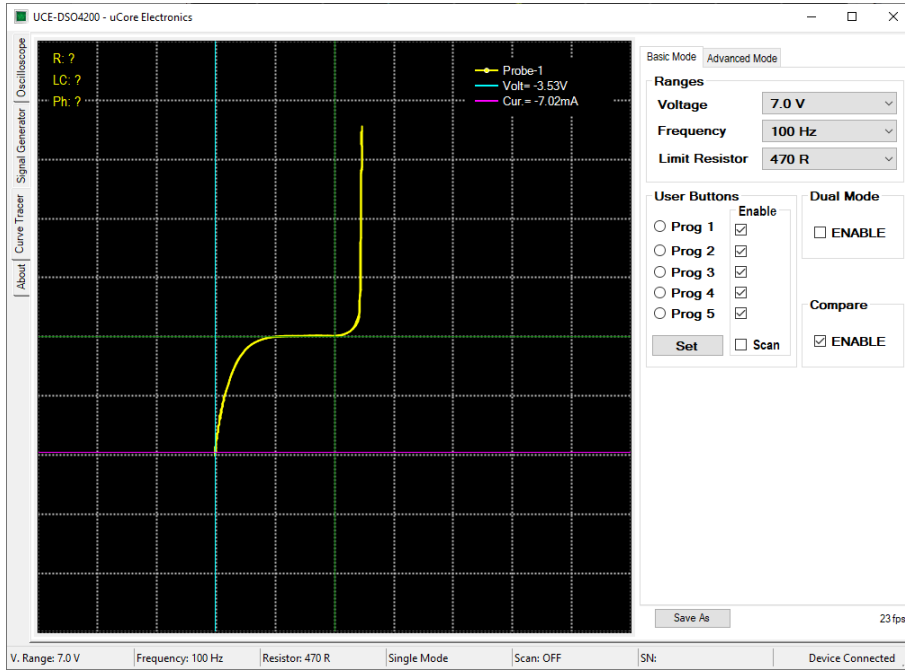 UCE-DSO4200 - uCore Electronics
Oscilloscope
Signal Generator
Curve Tracer
About
R: ?
LC: ?
Ph: ?
Probe-1
Volt= -3.53V
Cur.= -7.02mA
Basic Mode
Advanced Mode
Ranges
Voltage
7.0 V
Frequency
100 Hz
Limit Resistor
470 R
User Buttons
Enable
Prog 1
Prog 2
Prog 3
Prog 4
Prog 5
Set
Scan
Dual Mode
ENABLE
Compare
ENABLE
Save As
23 fps
V. Range: 7.0 V
Frequency: 100 Hz
Resistor: 470 R
Single Mode
Scan: OFF
SN:
Device Connected